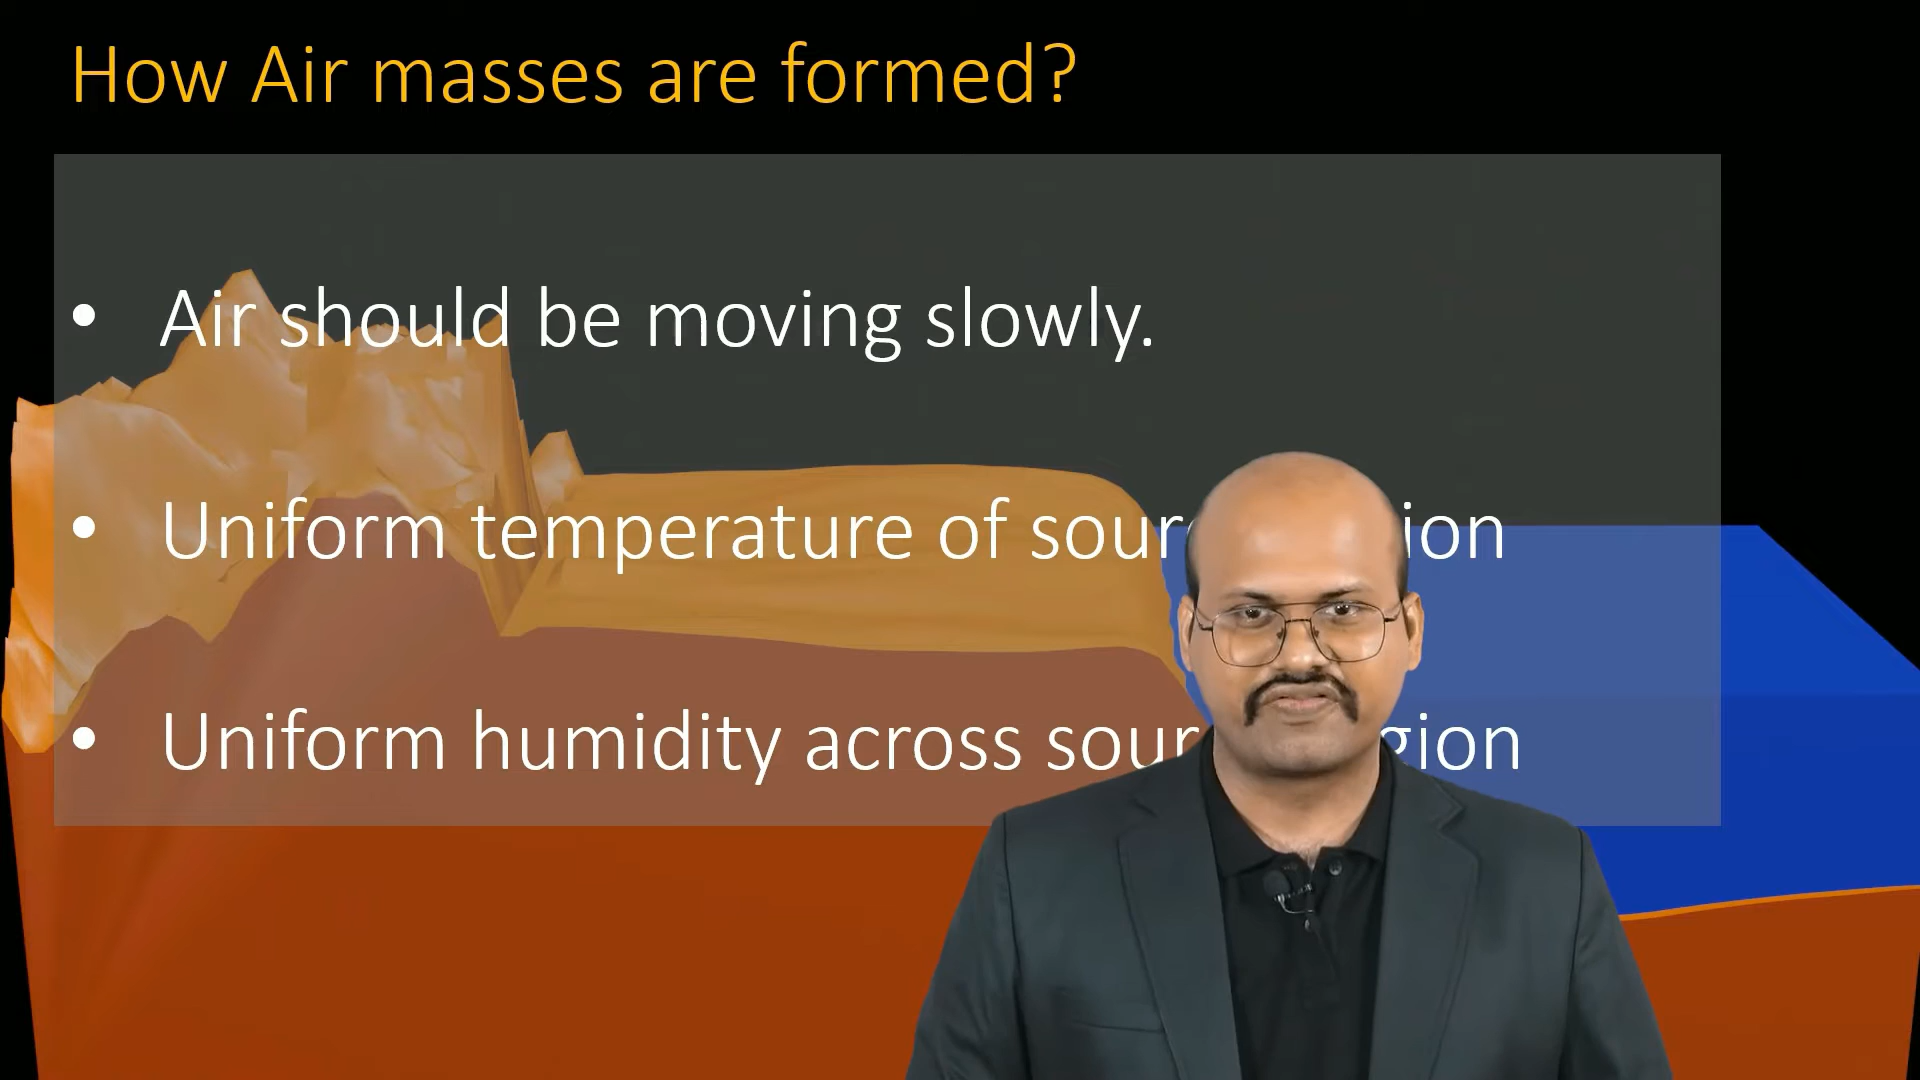 How Air masses are formed?
• Air should be moving slowly.
• Uniform temperature of sour ion
• Uniform humidity across sour gion